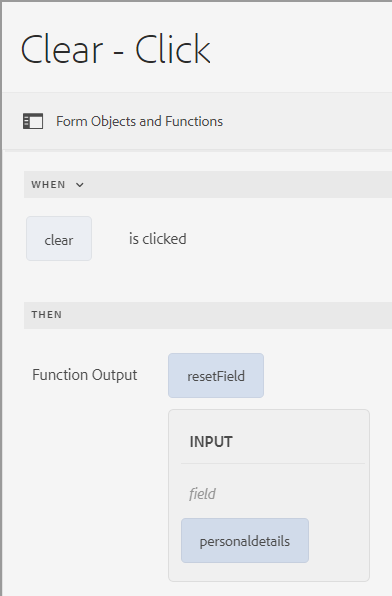 Clear - Click
Form Objects and Functions
WHEN
clear is clicked
THEN
Function Output resetField
INPUT
field
personaldetails